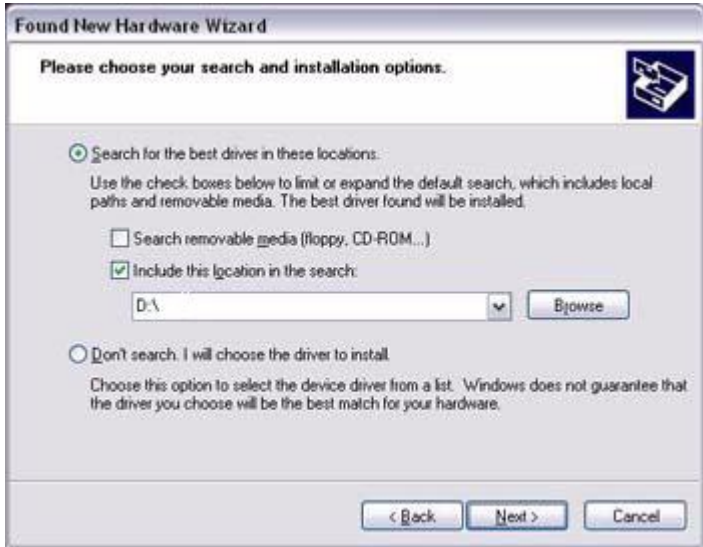 Found New Hardware Wizard
Please choose your search and installation options.
Search for the best driver in these locations.
Use the check boxes below to limit or expand the default search, which includes local
paths and removable media. The best driver found will be installed.
Search removable media (floppy, CD-ROM...)
Include this location in the search:
D:\
Browse
Don't search. I will choose the driver to install.
Choose this option to select the device driver from a list. Windows does not guarantee that
the driver you choose will be the best match for your hardware.
< Back Next > Cancel